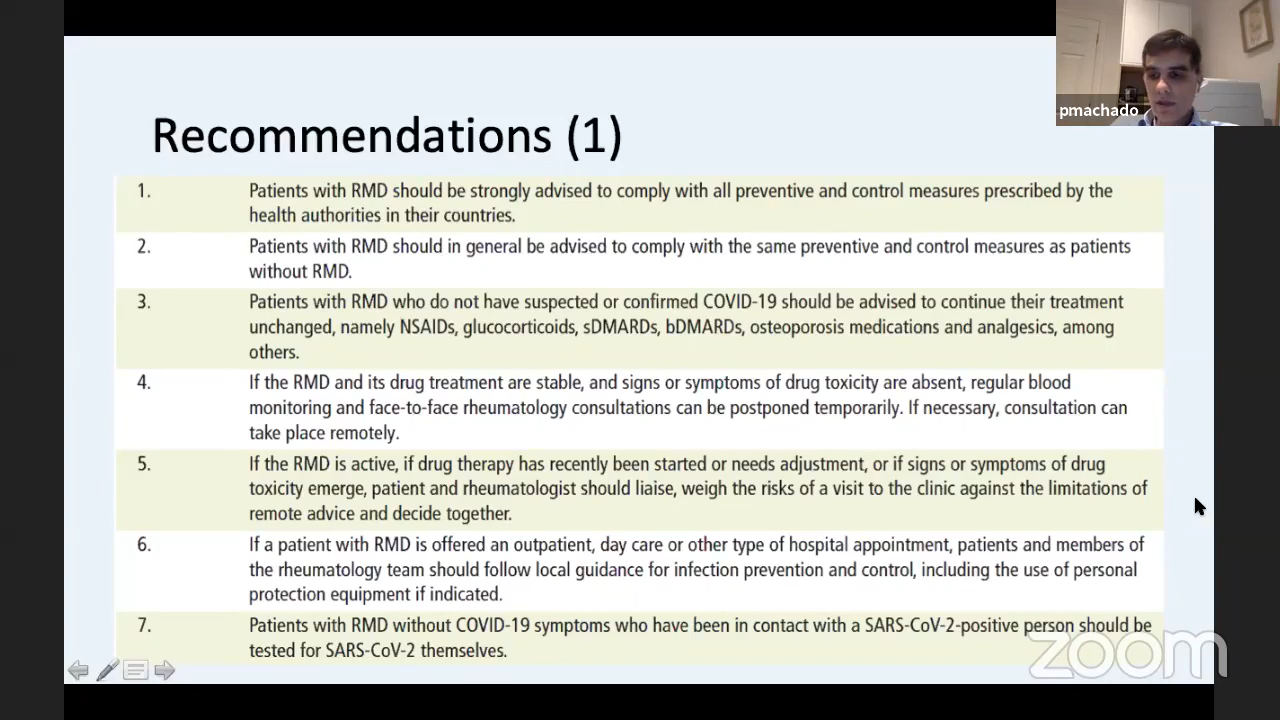 pmachado
Recommendations (1)
1. Patients with RMD should be strongly advised to comply with all preventive and control measures prescribed by the
health authorities in their countries.
2. Patients with RMD should in general be advised to comply with the same preventive and control measures as patients
without RMD.
3. Patients with RMD who do not have suspected or confirmed COVID-19 should be advised to continue their treatment
unchanged, namely NSAIDs, glucocorticoids, sDMARDs, bDMARDs, osteoporosis medications and analgesics, among
others.
4. If the RMD and its drug treatment are stable, and signs or symptoms of drug toxicity are absent, regular blood
monitoring and face-to-face rheumatology consultations can be postponed temporarily. If necessary, consultation can
take place remotely.
5. If the RMD is active, if drug therapy has recently been started or needs adjustment, or if signs or symptoms of drug
toxicity emerge, patient and rheumatologist should liaise, weigh the risks of a visit to the clinic against the limitations of
remote advice and decide together.
6. If a patient with RMD is offered an outpatient, day care or other type of hospital appointment, patients and members of
the rheumatology team should follow local guidance for infection prevention and control, including the use of personal
protection equipment if indicated.
7. Patients with RMD without COVID-19 symptoms who have been in contact with a SARS-CoV-2-positive person should be
tested for SARS-CoV-2 themselves.
zoom